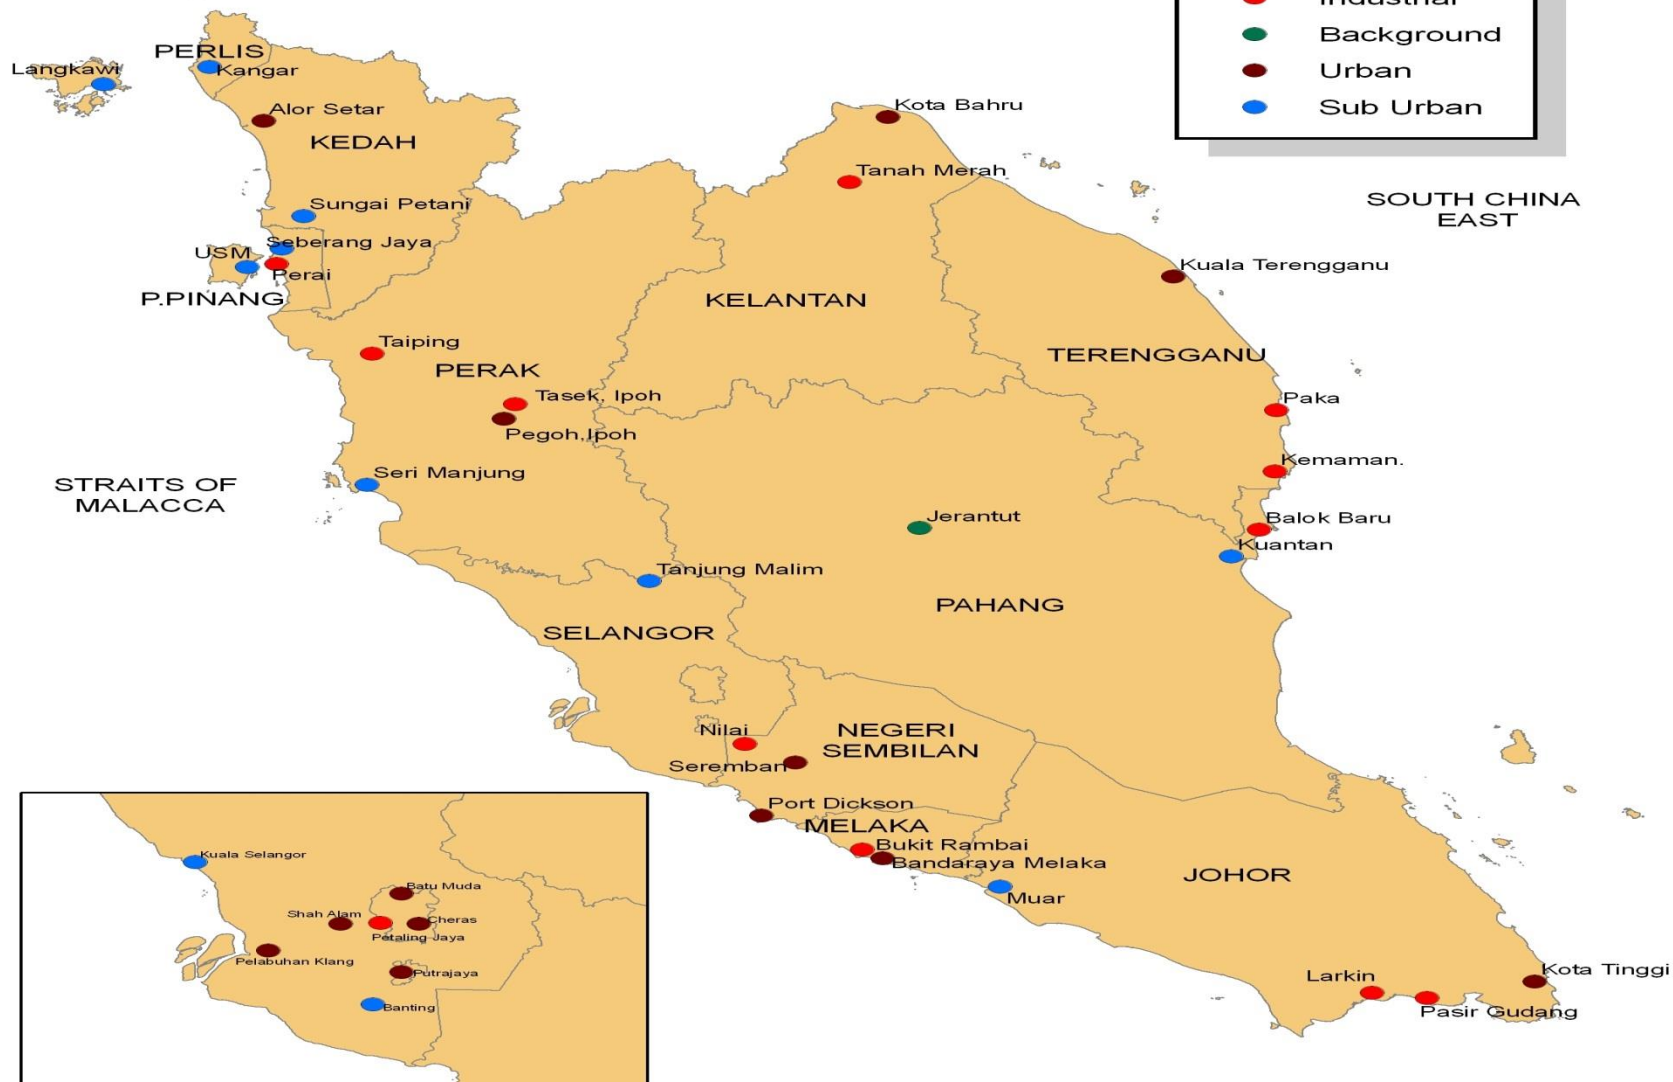 Industrial
Background
Urban
Sub Urban
PERLIS
Langkawi
Kangar
Alor Setar
KEDAH
Kota Bahru
Tanah Merah
SOUTH CHINA
EAST
Sungai Petani
Seberang Jaya
USM
Perai
P.PINANG
Kuala Terengganu
KELANTAN
Taiping
PERAK
TERENGGANU
Tasek, Ipoh
Pegoh,Ipoh
Paka
Kemaman.
Seri Manjung
STRAITS OF
MALACCA
Jerantut
Balok Baru
Kuantan
Tanjung Malim
PAHANG
SELANGOR
Nilai
NEGERI
SEMBILAN
Seremban
Port Dickson
MELAKA
Bukit Rambai
Bandaraya Melaka
Muar
JOHOR
Kota Tinggi
Larkin
Pasir Gudang
Kuala Selangor
Batu Muda
Shah Alam
Cheras
Petaling Jaya
Pelabuhan Klang
Putrajaya
Banting